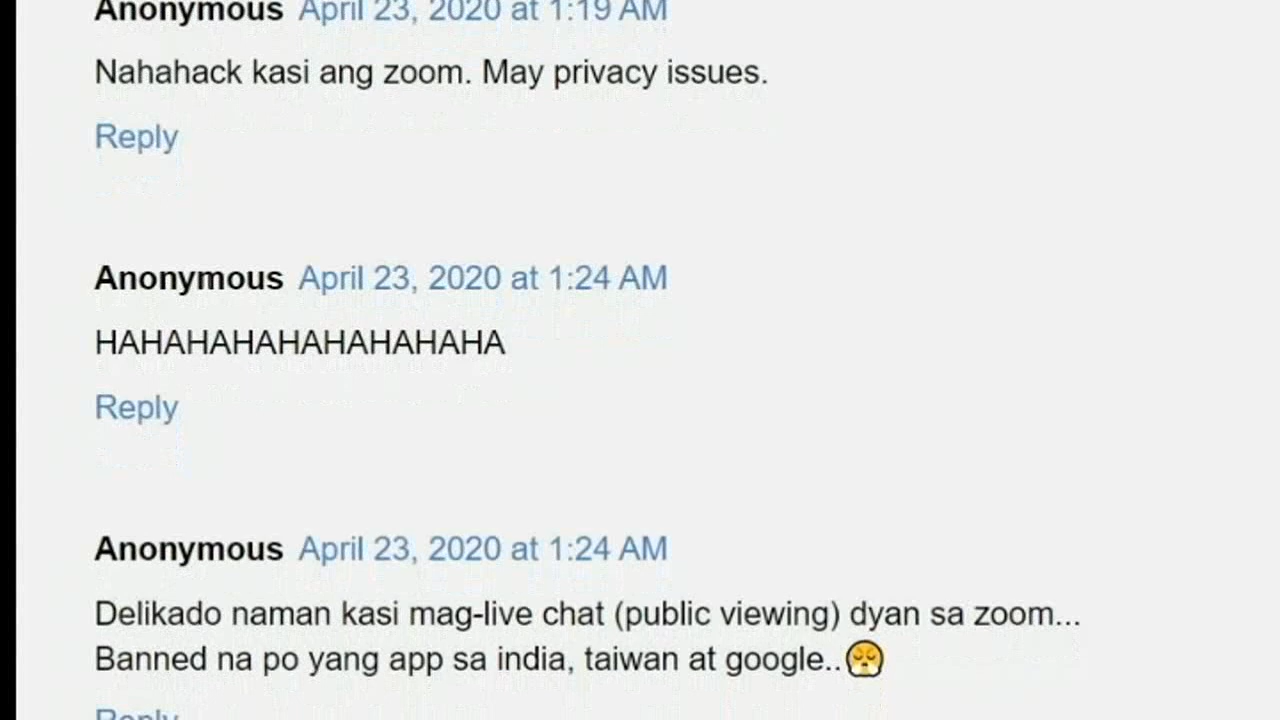 Anonymous April 23, 2020 at 1:19 AM
Nahahack kasi ang zoom. May privacy issues.
Reply
Anonymous April 23, 2020 at 1:24 AM
HAHAHAHAHAHAHAHAHA
Reply
Anonymous April 23, 2020 at 1:24 AM
Delikado naman kasi mag-live chat (public viewing) dyan sa zoom...
Banned na po yang app sa india, taiwan at google..😤
Reply